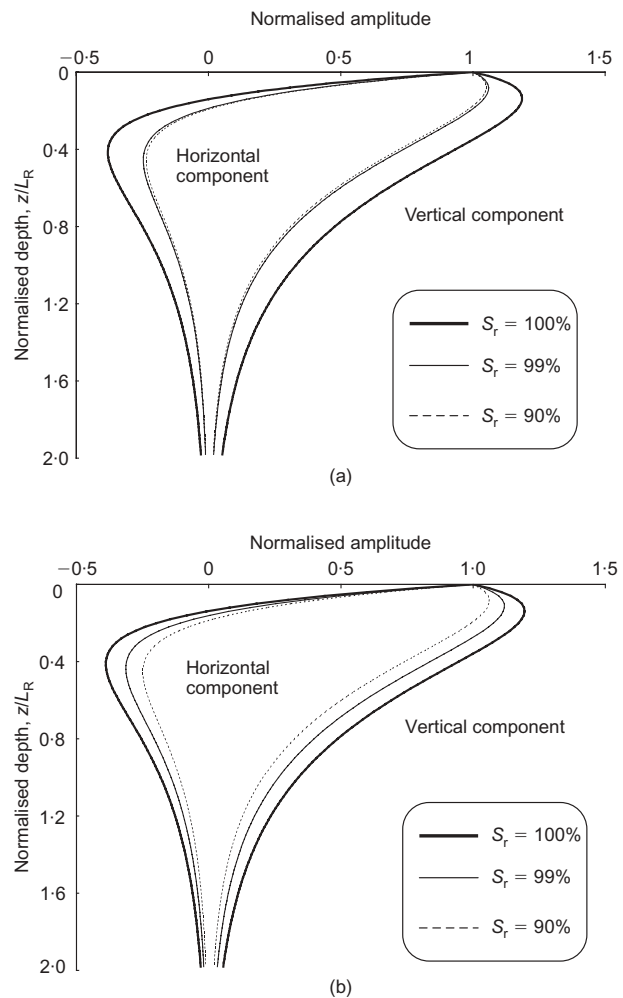 Normalised amplitude
−0·5 0 0·5 1 1·5
0
0·4
0·8
1·2
1·6
2·0
Normalised depth, z/LR
Horizontal
component
Vertical component
Sr = 100%
Sr = 99%
Sr = 90%
(a)
Normalised amplitude
−0·5 0 0·5 1·0 1·5
0
0·4
0·8
1·2
1·6
2·0
Normalised depth, z/LR
Horizontal
component
Vertical component
Sr = 100%
Sr = 99%
Sr = 90%
(b)